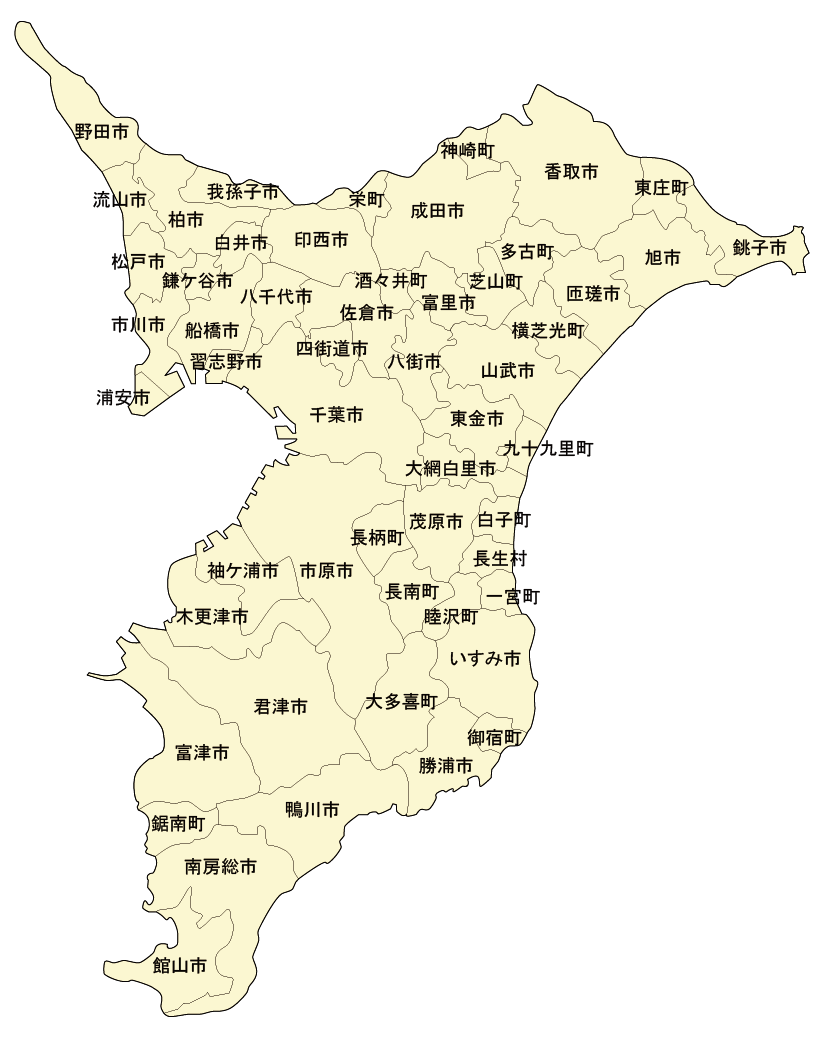 野田市
神崎町
香取市
東庄町
流山市
我孫子市
栄町
成田市
柏市
白井市
印西市
多古町
旭市
銚子市
松戸市
鎌ケ谷市
八千代市
酒々井町
芝山町
匝瑳市
富里市
佐倉市
市川市
船橋市
横芝光町
四街道市
習志野市
八街市
山武市
浦安市
千葉市
東金市
九十九里町
大網白里市
茂原市
白子町
長柄町
長生村
袖ケ浦市
市原市
長南町
一宮町
木更津市
睦沢町
いすみ市
君津市
大多喜町
富津市
御宿町
勝浦市
鴨川市
鋸南町
南房総市
館山市